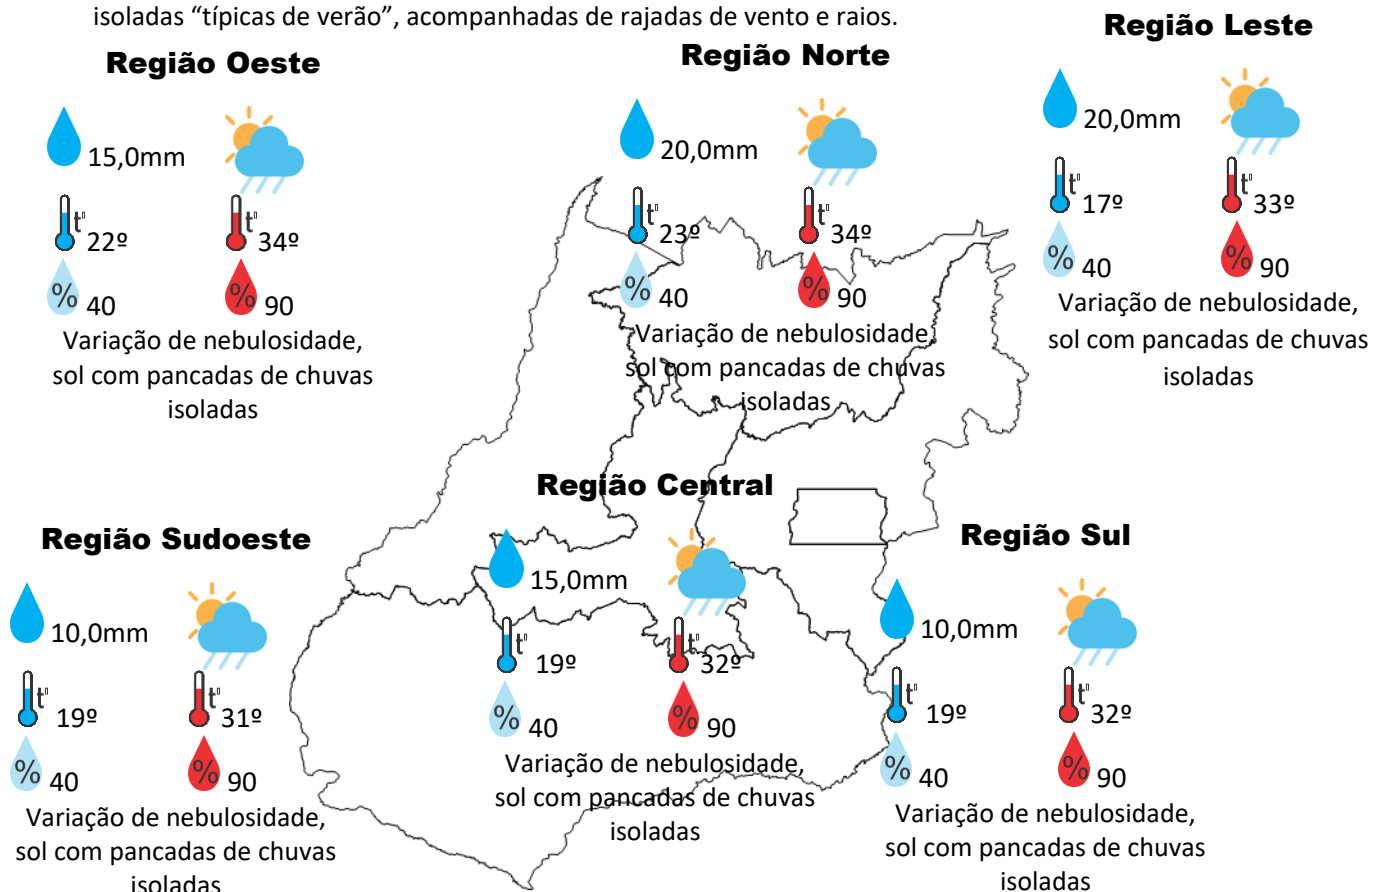 isoladas “típicas de verão”, acompanhadas de rajadas de vento e raios.
Região Oeste
15,0mm
t°
22º
t°
34º
% 40
% 90
Variação de nebulosidade,
sol com pancadas de chuvas
isoladas
Região Norte
20,0mm
t°
23º
t°
34º
% 40
% 90
Variação de nebulosidade,
sol com pancadas de chuvas
isoladas
Região Leste
20,0mm
t°
17º
t°
33º
% 40
% 90
Variação de nebulosidade,
sol com pancadas de chuvas
isoladas
Região Sudoeste
10,0mm
t°
19º
t°
31º
% 40
% 90
Variação de nebulosidade,
sol com pancadas de chuvas
isoladas
Região Central
15,0mm
t°
19º
t°
32º
% 40
% 90
Variação de nebulosidade,
sol com pancadas de chuvas
isoladas
Região Sul
10,0mm
t°
19º
t°
32º
% 40
% 90
Variação de nebulosidade,
sol com pancadas de chuvas
isoladas